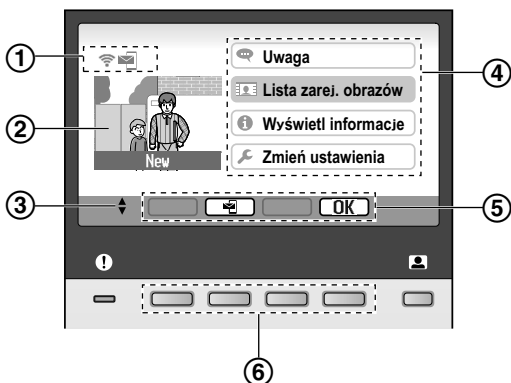 ①
Uwaga
④
Lista zarej. obrazów
②
Wyświetl informacje
New
Zmień ustawienia
③
OK
⑤
⑥